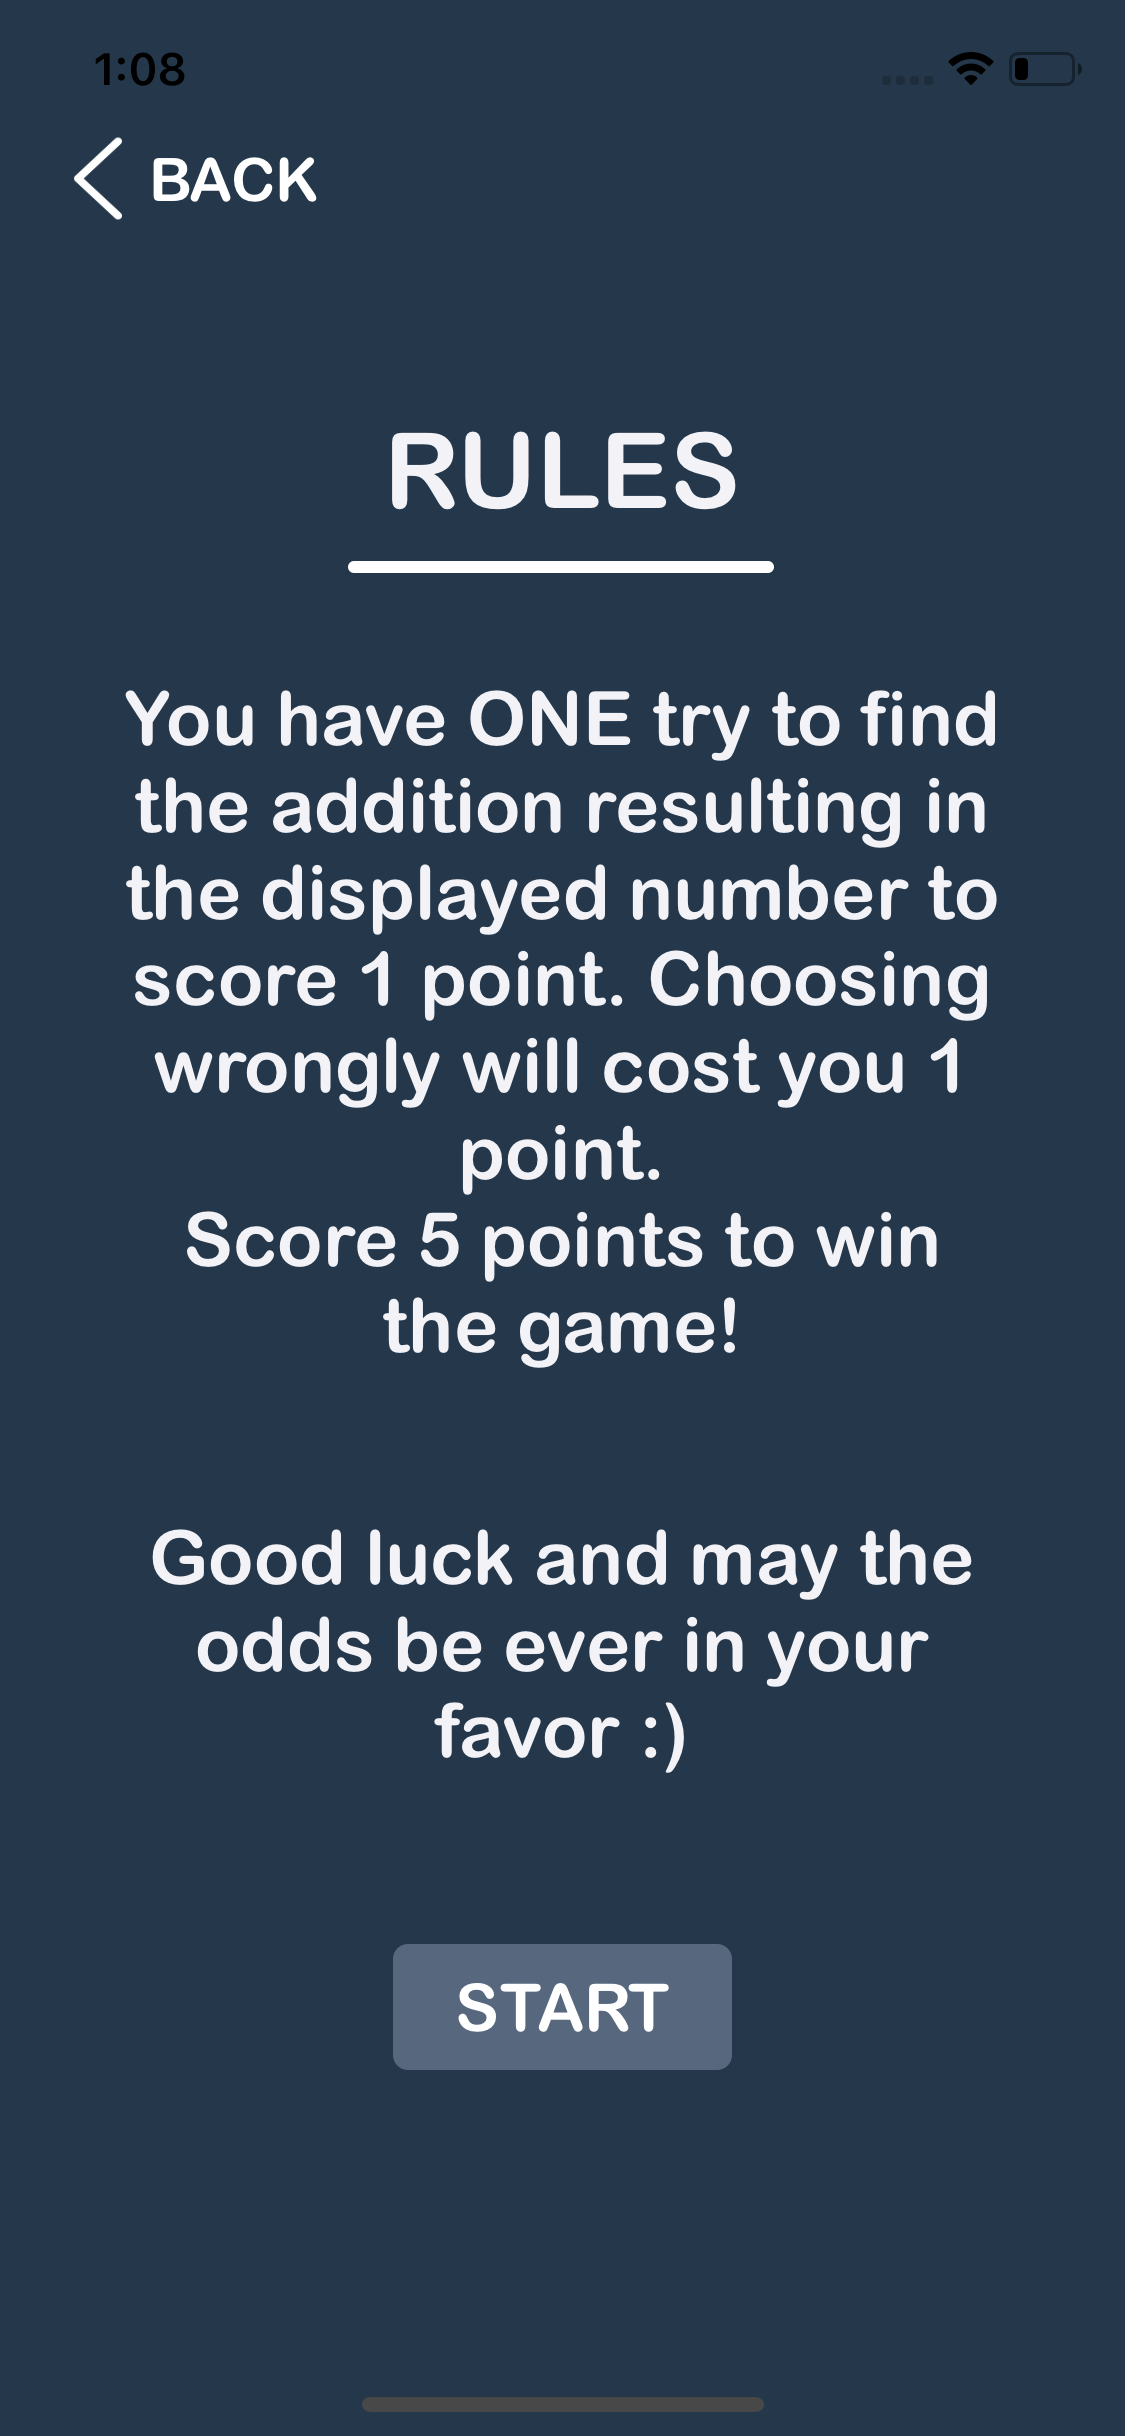 1:08
BACK
RULES
You have ONE try to find
the addition resulting in
the displayed number to
score 1 point. Choosing
wrongly will cost you 1
point.
Score 5 points to win
the game!
Good luck and may the
odds be ever in your
favor :)
START